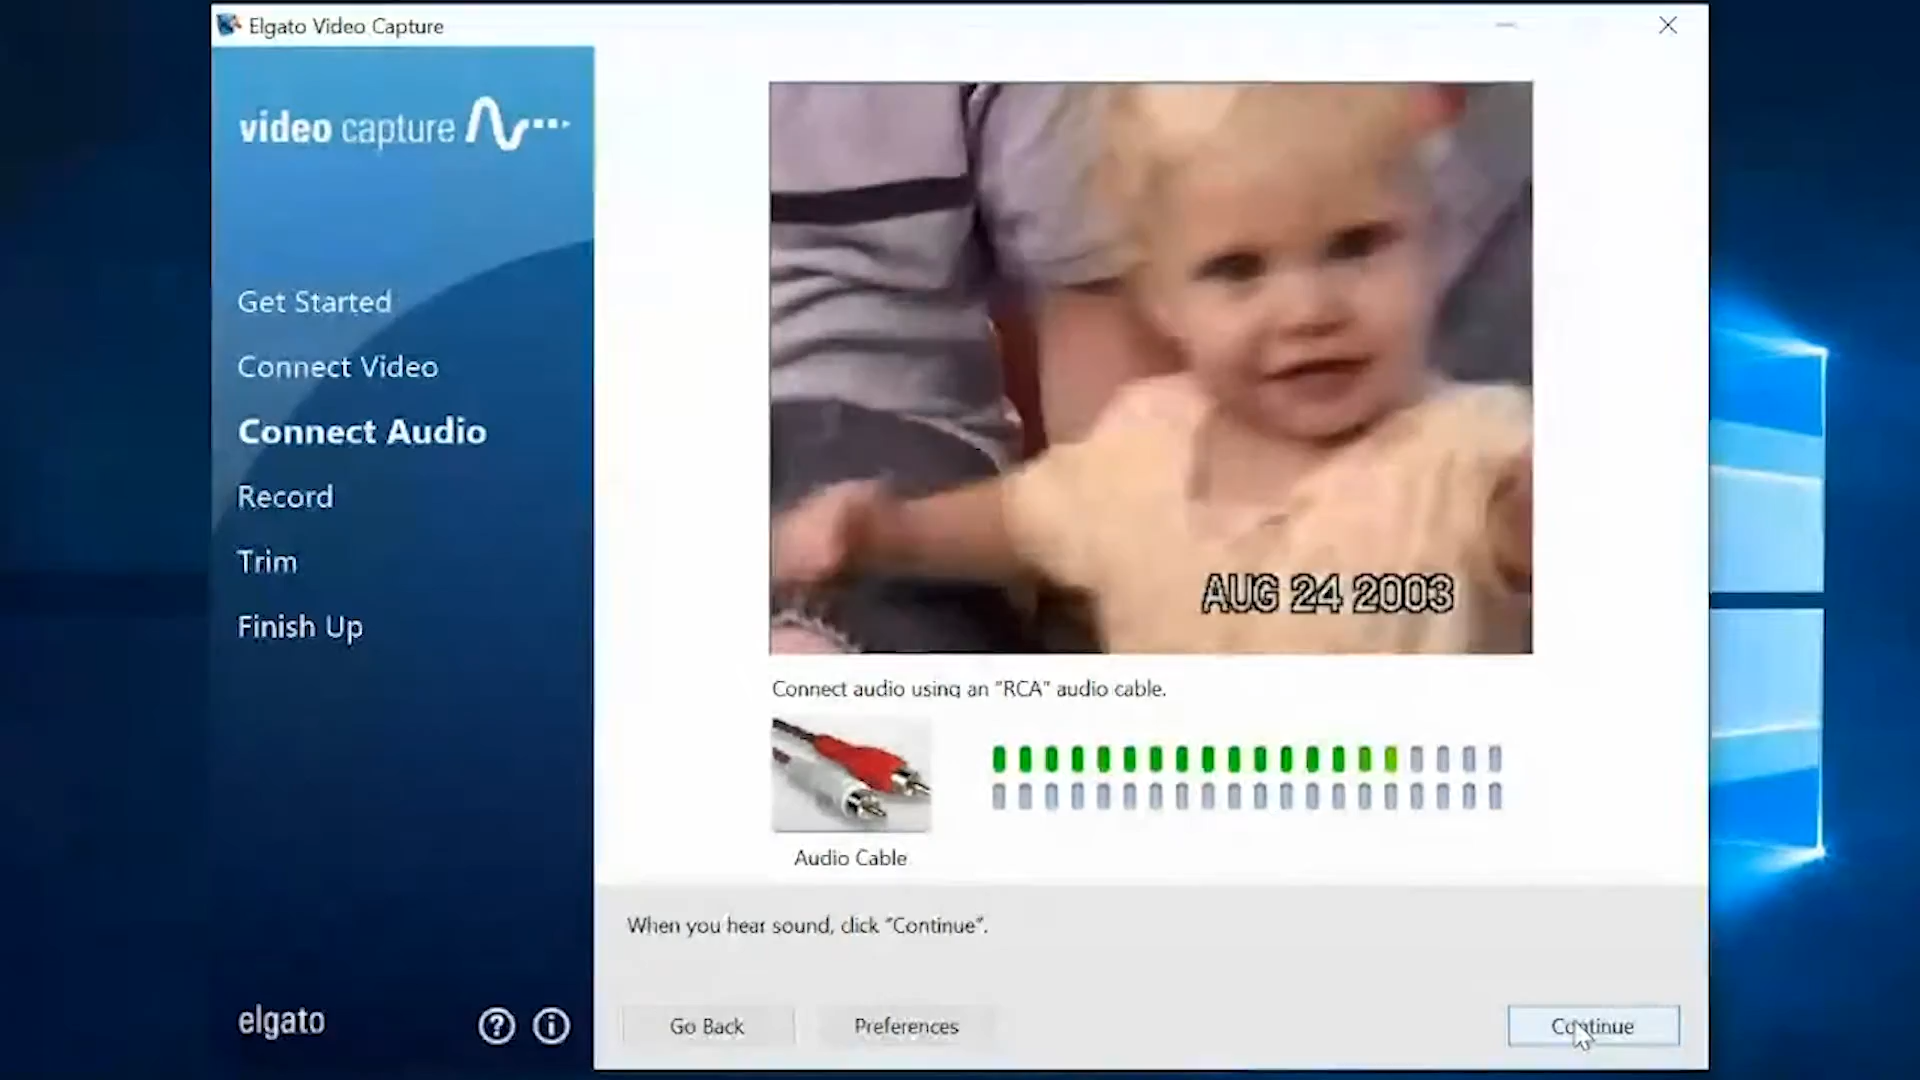 Elgato Video Capture
video capture
Get Started
Connect Video
Connect Audio
Record
Trim
Finish Up
AUG 24 2003
Connect audio using an "RCA" audio cable.
Audio Cable
When you hear sound, click "Continue".
elgato
Go Back
Preferences
Continue